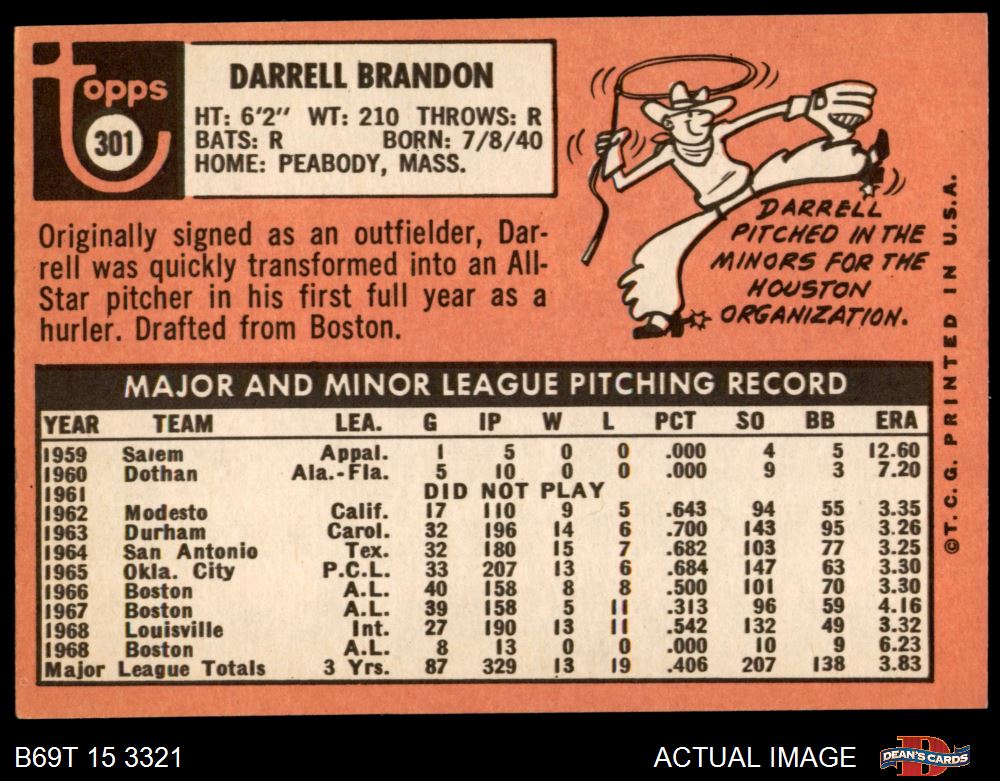 Topps
301
DARRELL BRANDON
HT: 6'2" WT: 210 THROWS: R
BATS: R BORN: 7/8/40
HOME: PEABODY, MASS.
Originally signed as an outfielder, Dar-
rell was quickly transformed into an All-
Star pitcher in his first full year as a
hurler. Drafted from Boston.
DARRELL
PITCHED IN THE
MINORS FOR THE
HOUSTON
ORGANIZATION.
MAJOR AND MINOR LEAGUE PITCHING RECORD
YEAR TEAM LEA. G IP W L PCT SO BB ERA
1959 Salem Appal. 1 5 0 0 .000 4 5 12.60
1960 Dothan Ala.-Fla. 5 10 0 0 .000 9 3 7.20
1961 DID NOT PLAY
1962 Modesto Calif. 17 110 9 5 .643 94 55 3.35
1963 Durham Carol. 32 196 14 6 .700 143 95 3.26
1964 San Antonio Tex. 32 180 15 7 .682 103 77 3.25
1965 Okla. City P.C.L. 33 207 13 6 .684 147 63 3.30
1966 Boston A.L. 40 158 8 8 .500 101 70 3.30
1967 Boston A.L. 39 158 5 11 .313 96 59 4.16
1968 Louisville Int. 27 190 13 11 .542 132 49 3.32
1968 Boston A.L. 8 13 0 0 .000 10 9 6.23
Major League Totals 3 Yrs. 87 329 13 19 .406 207 138 3.83
©T.C.G. PRINTED IN U.S.A.
B69T 15 3321
ACTUAL IMAGE
D
DEAN'S CARDS